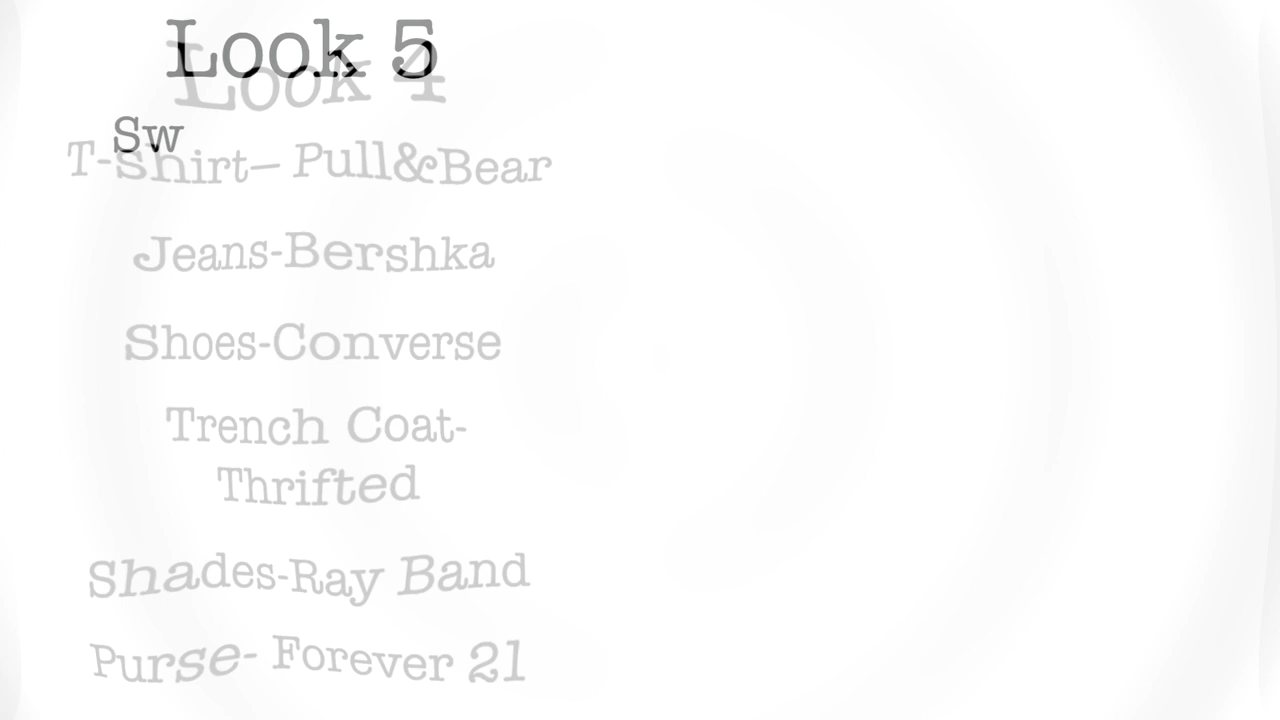 Look 5
Look 4
Sw
T-Shirt– Pull&Bear
Jeans-Bershka
Shoes-Converse
Trench Coat-
Thrifted
Shades-Ray Band
Purse- Forever 21